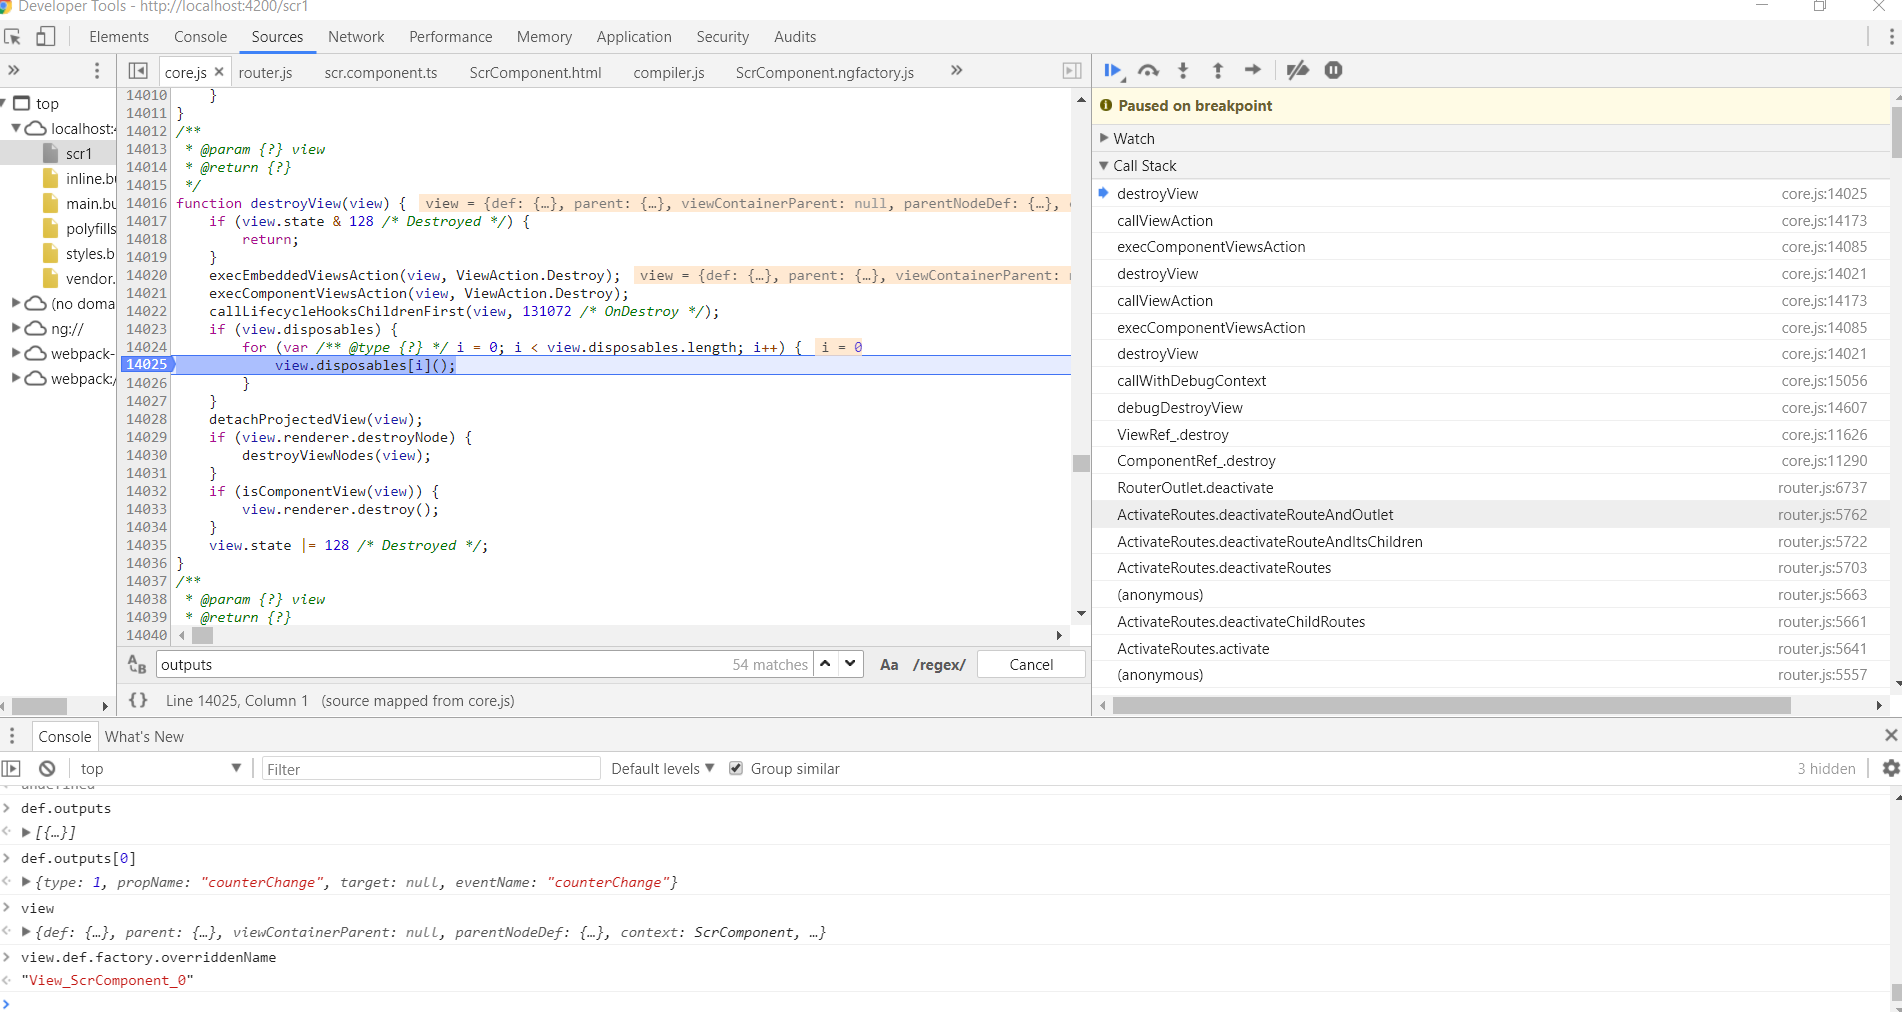 Developer Tools - http://localhost:4200/scr1
Elements Console Sources Network Performance Memory Application Security Audits
core.js × router.js scr.component.ts ScrComponent.html compiler.js ScrComponent.ngfactory.js »
top
localhost:4
scr1
inline.bu
main.bu
polyfills
styles.b
vendor.
(no doma
ng://
webpack-
webpack:/
14010 }
14011 }
14012 /**
14013 * @param {?} view
14014 * @return {?}
14015 */
14016 function destroyView(view) { view = {def: {…}, parent: {…}, viewContainerParent: null, parentNodeDef: {…}, c
14017 if (view.state & 128 /* Destroyed */) {
14018 return;
14019 }
14020 execEmbeddedViewsAction(view, ViewAction.Destroy); view = {def: {…}, parent: {…}, viewContainerParent: n
14021 execComponentViewsAction(view, ViewAction.Destroy);
14022 callLifecycleHooksChildrenFirst(view, 131072 /* OnDestroy */);
14023 if (view.disposables) {
14024 for (var /** @type {?} */ i = 0; i < view.disposables.length; i++) { i = 0
14025 view.disposables[i]();
14026 }
14027 }
14028 detachProjectedView(view);
14029 if (view.renderer.destroyNode) {
14030 destroyViewNodes(view);
14031 }
14032 if (isComponentView(view)) {
14033 view.renderer.destroy();
14034 }
14035 view.state |= 128 /* Destroyed */;
14036 }
14037 /**
14038 * @param {?} view
14039 * @return {?}
14040
outputs 54 matches Aa /regex/ Cancel
{} Line 14025, Column 1 (source mapped from core.js)
Paused on breakpoint
Watch
Call Stack
destroyView core.js:14025
callViewAction core.js:14173
execComponentViewsAction core.js:14085
destroyView core.js:14021
callViewAction core.js:14173
execComponentViewsAction core.js:14085
destroyView core.js:14021
callWithDebugContext core.js:15056
debugDestroyView core.js:14607
ViewRef_.destroy core.js:11626
ComponentRef_.destroy core.js:11290
RouterOutlet.deactivate router.js:6737
ActivateRoutes.deactivateRouteAndOutlet router.js:5762
ActivateRoutes.deactivateRouteAndItsChildren router.js:5722
ActivateRoutes.deactivateRoutes router.js:5703
(anonymous) router.js:5663
ActivateRoutes.deactivateChildRoutes router.js:5661
ActivateRoutes.activate router.js:5641
(anonymous) router.js:5557
Console What's New
top Filter Default levels Group similar 3 hidden
undefined
def.outputs
[{…}]
def.outputs[0]
{type: 1, propName: "counterChange", target: null, eventName: "counterChange"}
view
{def: {…}, parent: {…}, viewContainerParent: null, parentNodeDef: {…}, context: ScrComponent, …}
view.def.factory.overriddenName
"View_ScrComponent_0"